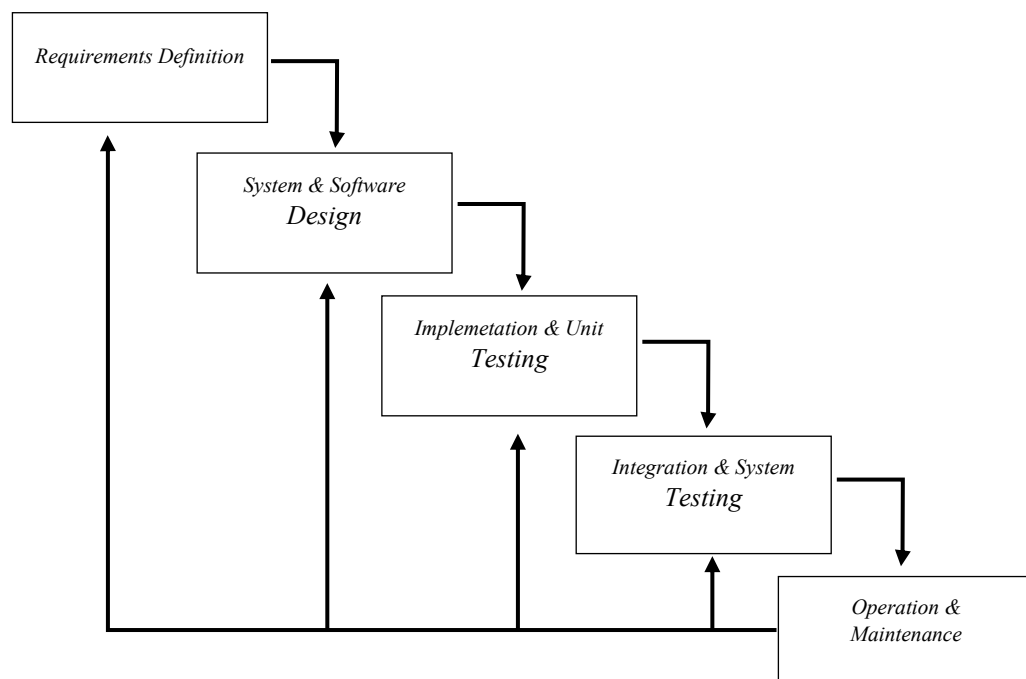 Requirements Definition
System & Software
Design
Implemetation & Unit
Testing
Integration & System
Testing
Operation &
Maintenance